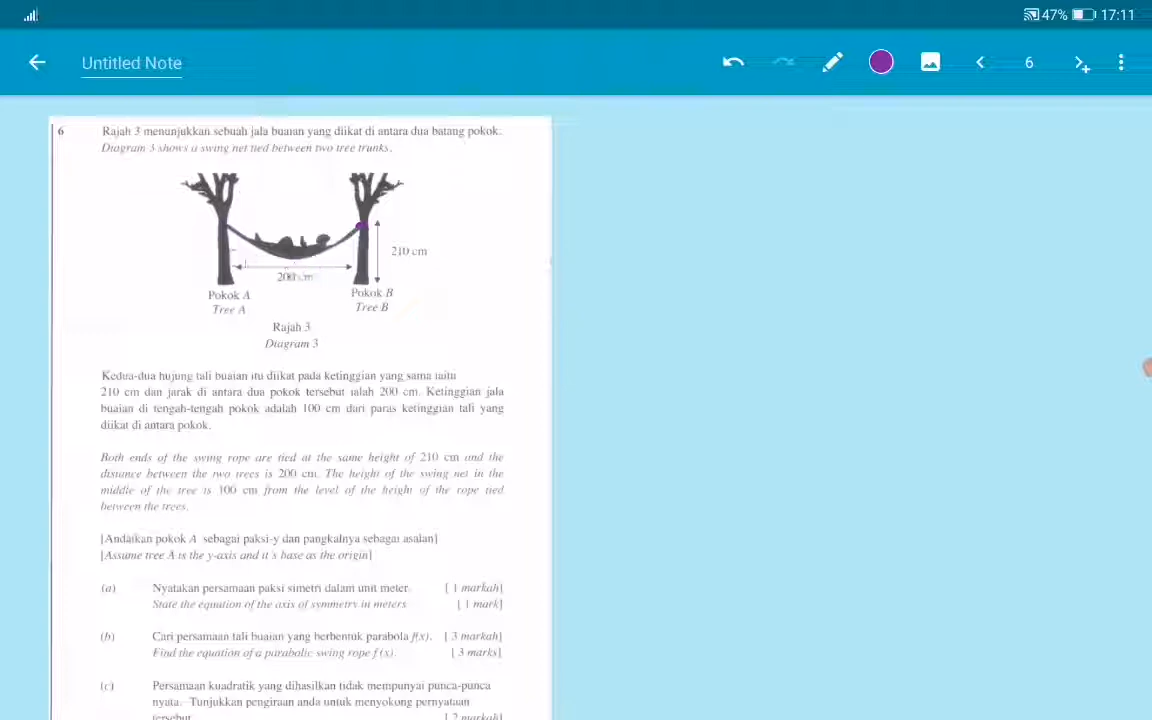 47% 17:11
Untitled Note
6
6 Rajah 3 menunjukkan sebuah jala buaian yang diikat di antara dua batang pokok.
Diagram 3 shows a swing net tied between two tree trunks.
210 cm
200 cm
Pokok A
Tree A
Pokok B
Tree B
Rajah 3
Diagram 3
Kedua-dua hujung tali buaian itu diikat pada ketinggian yang sama iaitu
210 cm dan jarak di antara dua pokok tersebut ialah 200 cm. Ketinggian jala
buaian di tengah-tengah pokok adalah 100 cm dari paras ketinggian tali yang
diikat di antara pokok.
Both ends of the swing rope are tied at the same height of 210 cm and the
distance between the two trees is 200 cm. The height of the swing net in the
middle of the tree is 100 cm from the level of the height of the rope tied
between the trees.
[Andaikan pokok A sebagai paksi-y dan pangkalnya sebagai asalan]
[Assume tree A is the y-axis and it's base as the origin]
(a) Nyatakan persamaan paksi simetri dalam unit meter. [ 1 markah]
State the equation of the axis of symmetry in meters [ 1 mark]
(b) Cari persamaan tali buaian yang berbentuk parabola f(x). [ 3 markah]
Find the equation of a parabolic swing rope f (x). [ 3 marks]
(c) Persamaan kuadratik yang dihasilkan tidak mempunyai punca-punca
nyata. Tunjukkan pengiraan anda untuk menyokong pernyataan
tersebut. [ 2 markah]